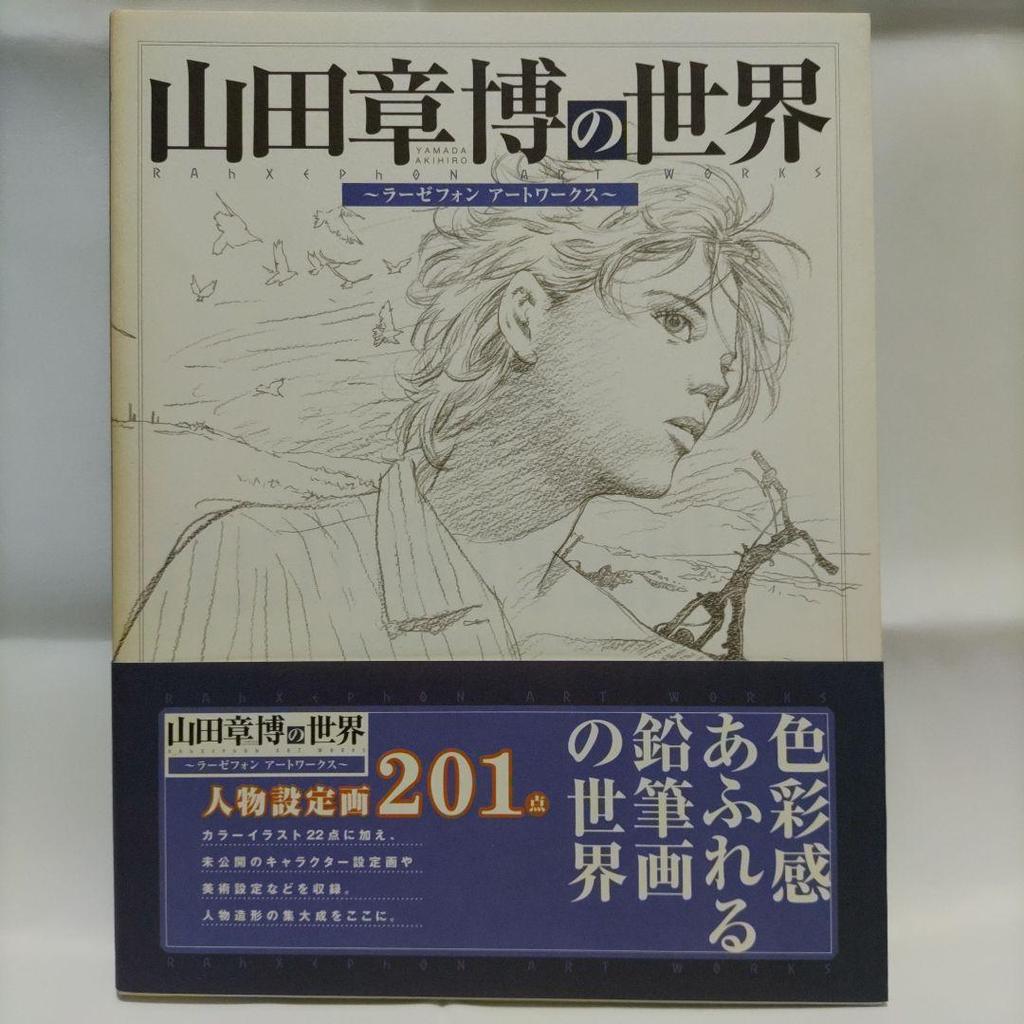 山田章博の世界
YAMADA
AKIHIRO
RAhXEPhON ART WORKS
～ラーゼフォン アートワークス～
RAhXEPhON ART WORKS
山田章博の世界
RAhXEPhON ART WORKS
～ラーゼフォン アートワークス～
人物設定画201点
カラーイラスト22点に加え、
未公開のキャラクター設定画や
美術設定などを収録。
人物造形の集大成をここに。
色彩感
あふれる
鉛筆画
の世界
RAhXEPhON ART WORKS